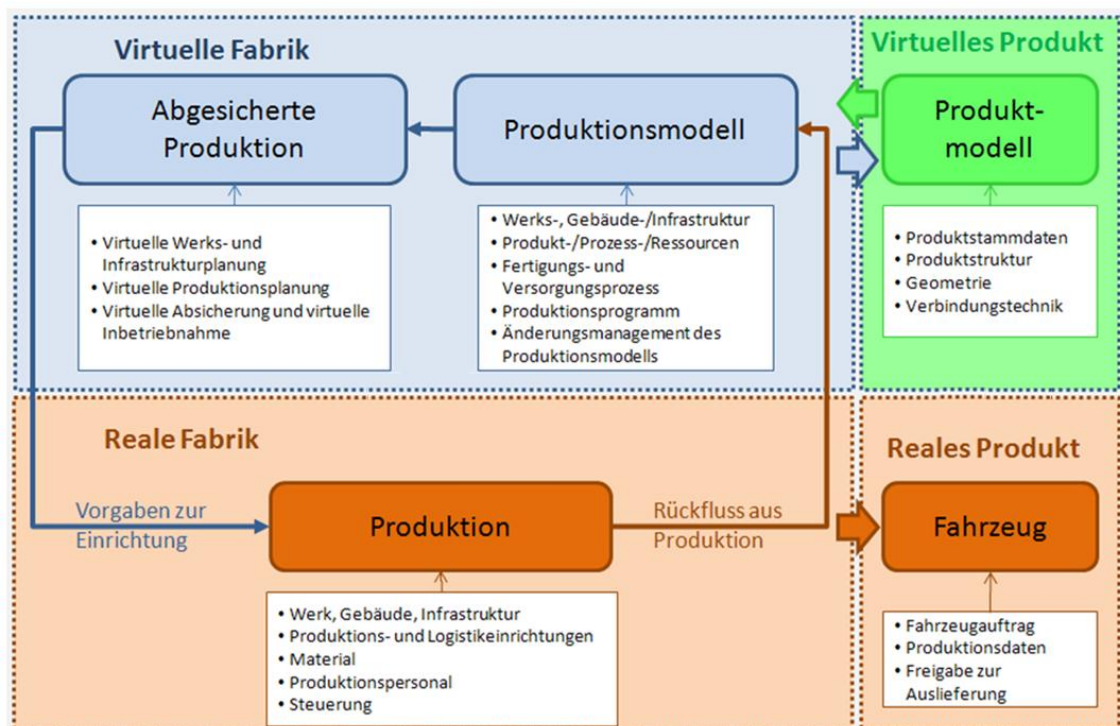 Virtuelle Fabrik
Virtuelles Produkt
Abgesicherte
Produktion
Produktionsmodell
Produkt-
modell
• Virtuelle Werks- und
Infrastrukturplanung
• Virtuelle Produktionsplanung
• Virtuelle Absicherung und virtuelle
Inbetriebnahme
• Werks-, Gebäude-/Infrastruktur
• Produkt-/Prozess-/Ressourcen
• Fertigungs- und
Versorgungsprozess
• Produktionsprogramm
• Änderungsmanagement des
Produktionsmodells
• Produktstammdaten
• Produktstruktur
• Geometrie
• Verbindungstechnik
Reale Fabrik
Reales Produkt
Vorgaben zur
Einrichtung
Produktion
Rückfluss aus
Produktion
Fahrzeug
• Werk, Gebäude, Infrastruktur
• Produktions- und Logistikeinrichtungen
• Material
• Produktionspersonal
• Steuerung
• Fahrzeugauftrag
• Produktionsdaten
• Freigabe zur
Auslieferung